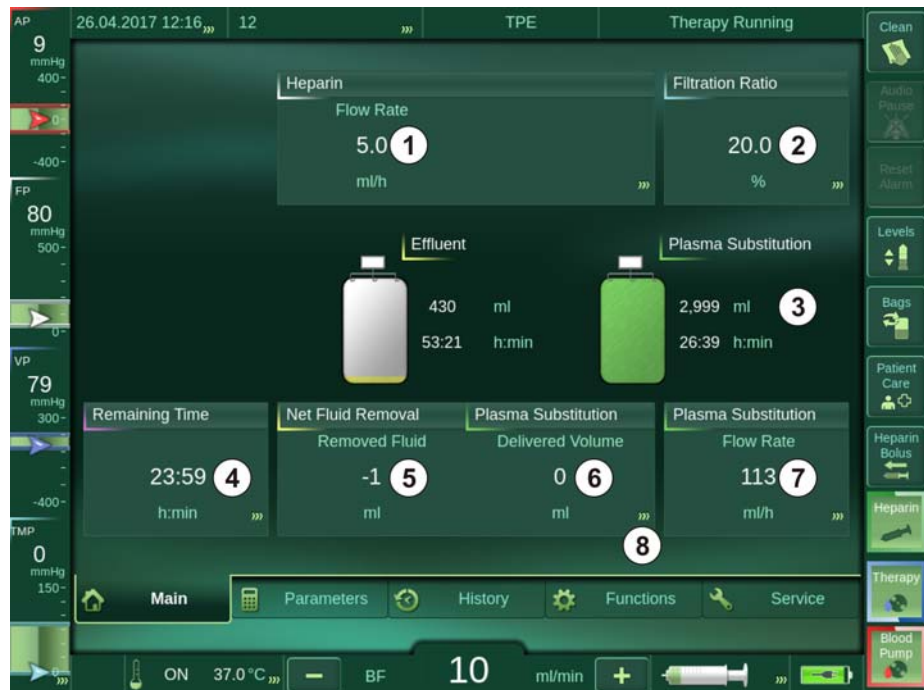 26.04.2017 12:16 12 TPE Therapy Running
AP
9
mmHg
400
0
-400
FP
80
mmHg
500
0
VP
79
mmHg
300
-400
TMP
0
mmHg
150
Heparin
Flow Rate
5.0 1
ml/h
Filtration Ratio
20.0 2
%
Effluent
430 ml
53:21 h:min
Plasma Substitution
2,999 ml 3
26:39 h:min
Remaining Time
23:59 4
h:min
Net Fluid Removal
Removed Fluid
-1 5
ml
Plasma Substitution
Delivered Volume
0 6
ml
8
Plasma Substitution
Flow Rate
113 7
ml/h
Main Parameters History Functions Service
ON 37.0 °C BF 10 ml/min
Clean
Audio
Pause
Reset
Alarm
Levels
Bags
Patient
Care
Heparin
Bolus
Heparin
Therapy
Blood
Pump